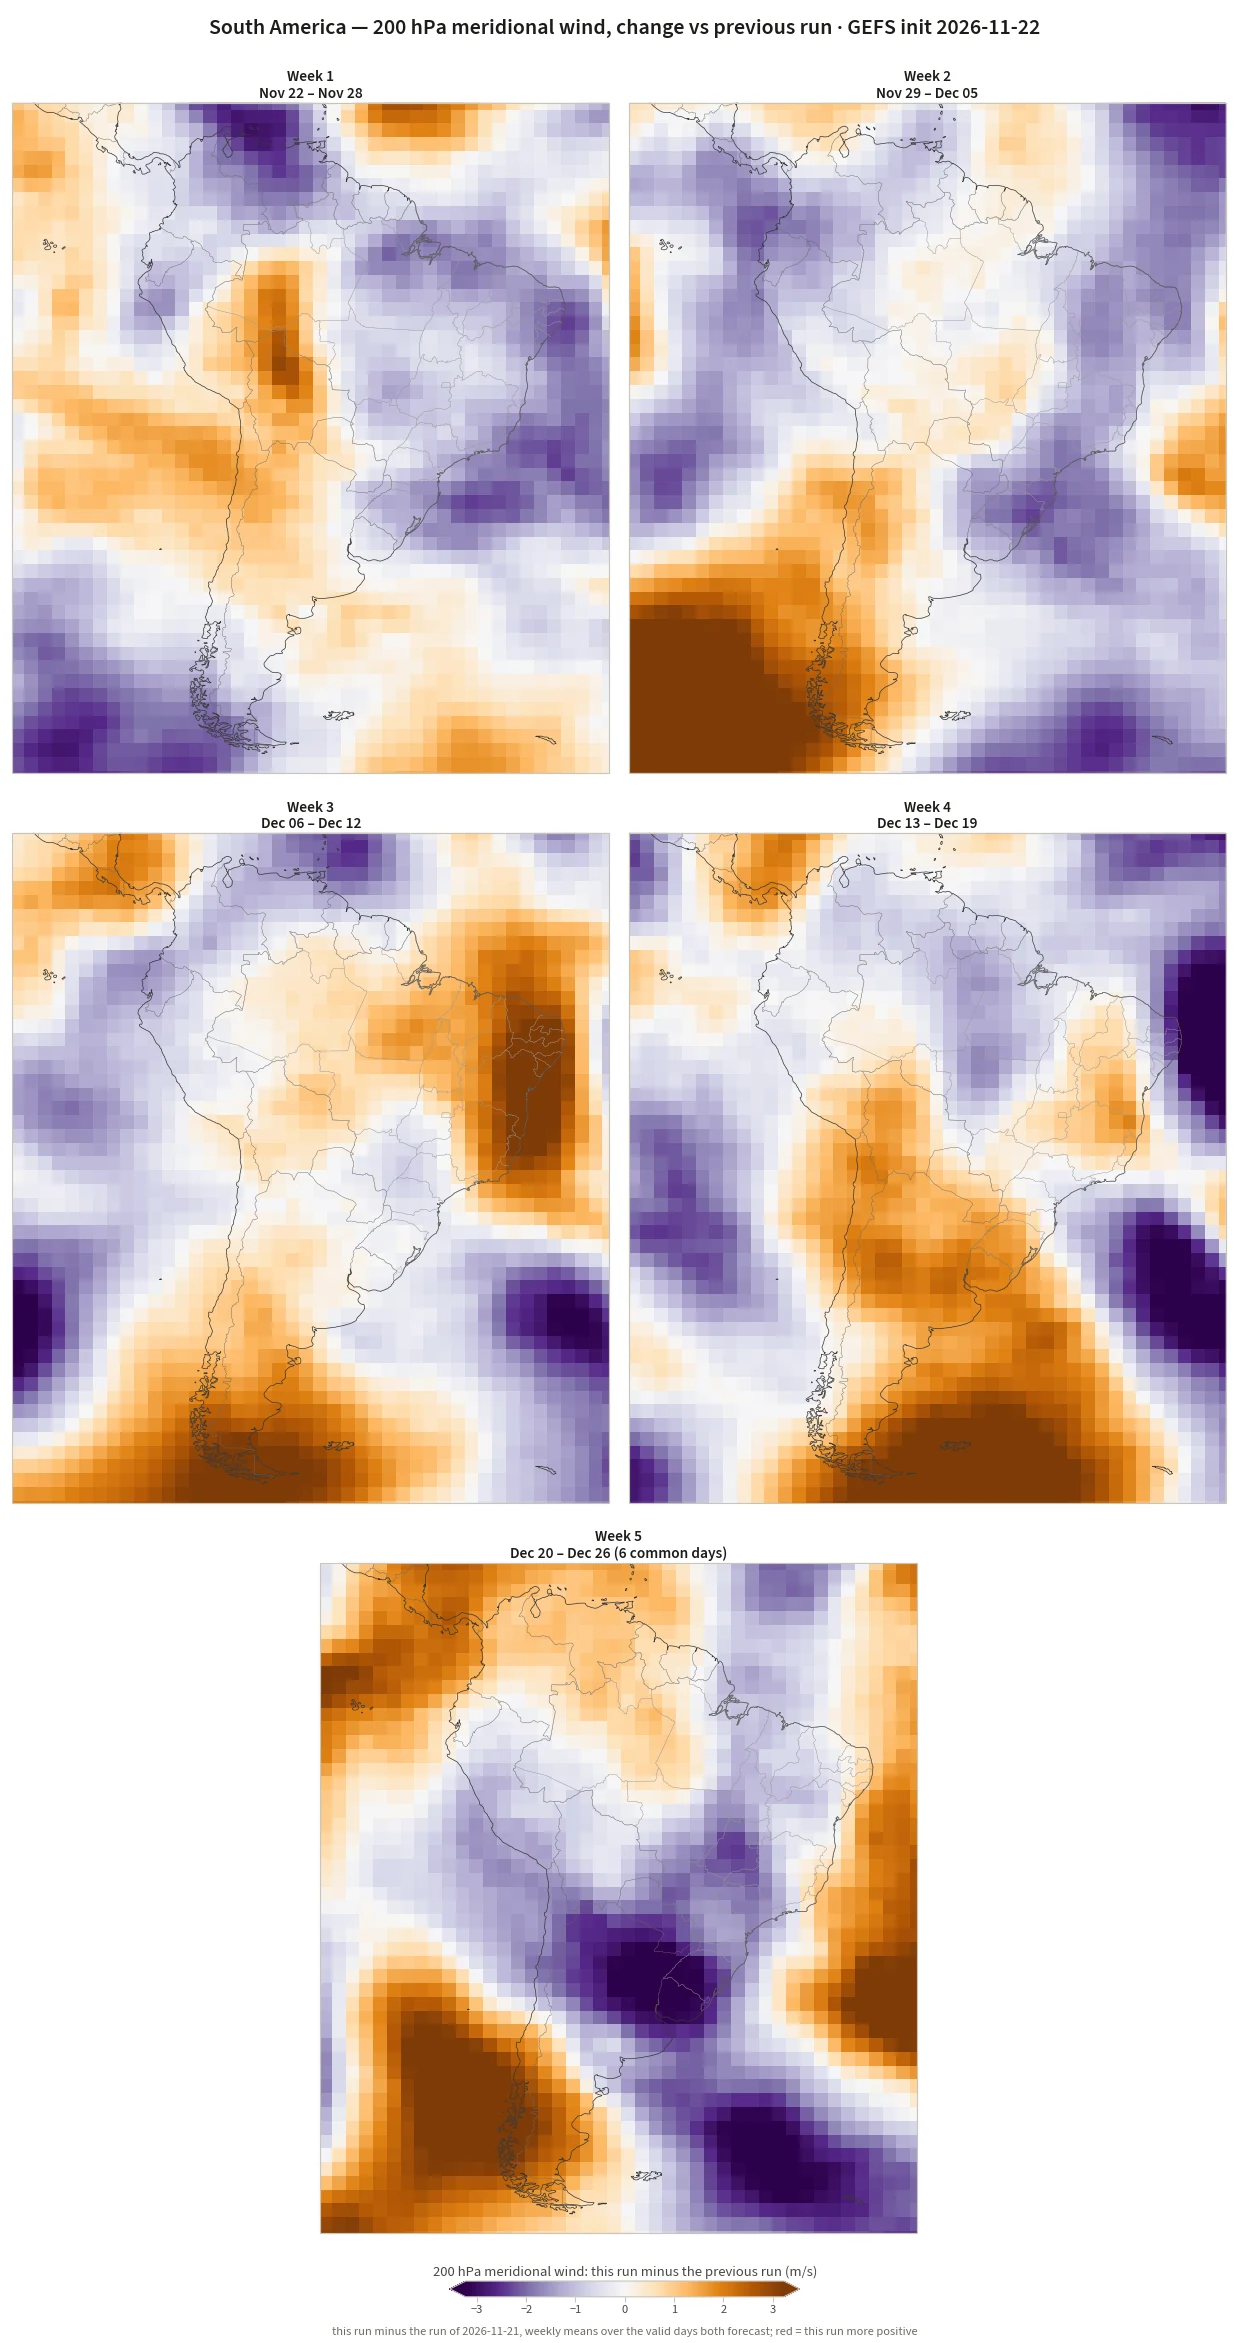 South America — 200 hPa meridional wind, change vs previous run · GEFS init 2026-11-22
Week 1
Nov 22 – Nov 28
Week 2
Nov 29 – Dec 05
Week 3
Dec 06 – Dec 12
Week 4
Dec 13 – Dec 19
Week 5
Dec 20 – Dec 26 (6 common days)
200 hPa meridional wind: this run minus the previous run (m/s)
−3 −2 −1 0 1 2 3
this run minus the run of 2026-11-21, weekly means over the valid days both forecast; red = this run more positive